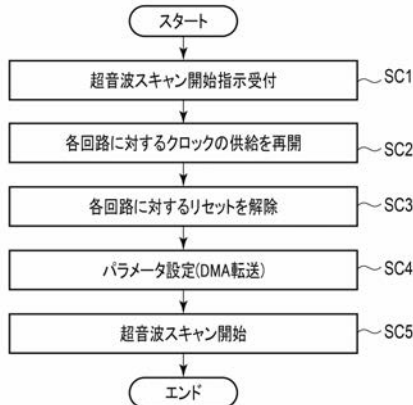 スタート
超音波スキャン開始指示受付
SC1
各回路に対するクロックの供給を再開
SC2
各回路に対するリセットを解除
SC3
パラメータ設定(DMA転送)
SC4
超音波スキャン開始
SC5
エンド